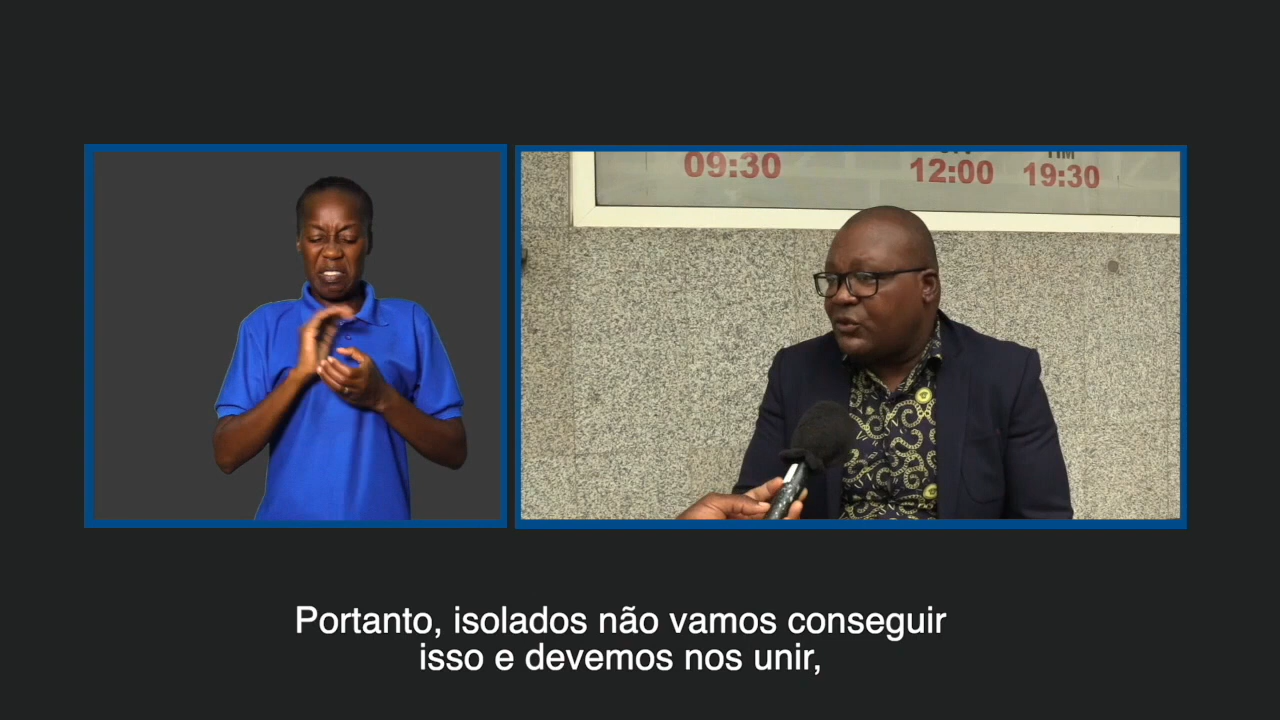 09:30
12:00 19:30
Portanto, isolados não vamos conseguir
isso e devemos nos unir,